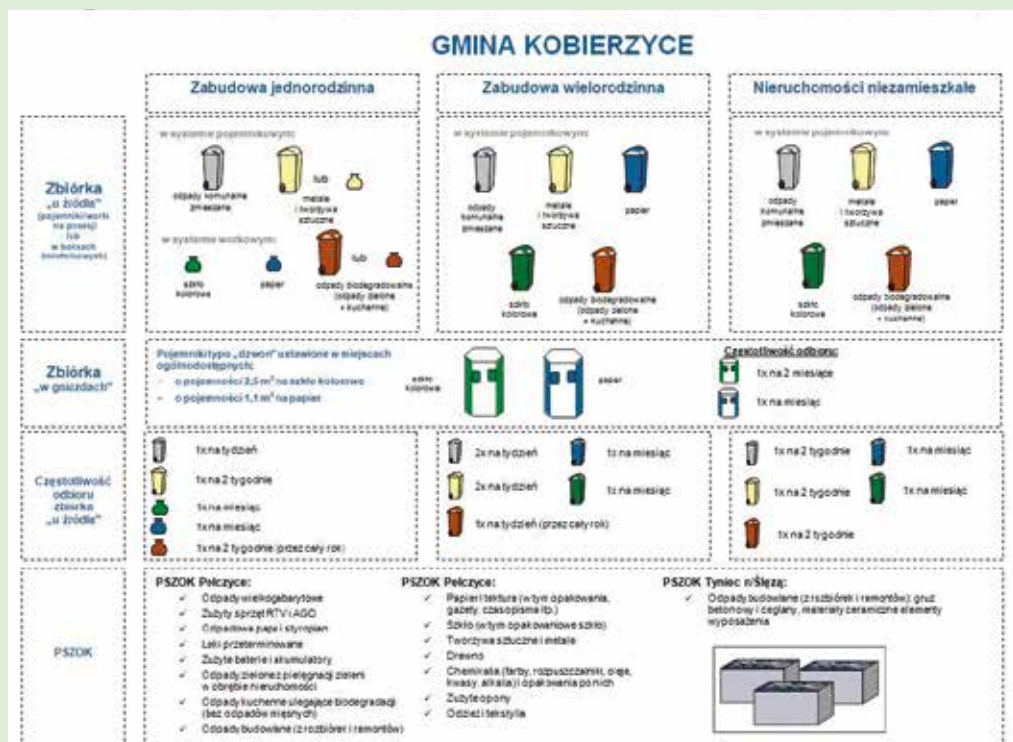 GMINA KOBIERZYCE
Zabudowa jednorodzinna
Zabudowa wielorodzinna
Nieruchomości niezamieszkałe
Zbiórka
„u źródła"
(pojemniki/worki
na posesji
lub
w boksach
śmietnikowych)
w systemie pojemnikowym:
odpady komunalne
zmieszane
lub
metale
i tworzywa
sztuczne
w systemie workowym:
szkło
kolorowe
papier
lub
odpady biodegradowalne
(odpady zielone
+ kuchenne)
w systemie pojemnikowym:
odpady
komunalne
zmieszane
metale
i tworzywa
sztuczne
papier
szkło
kolorowe
odpady biodegradowalne
(odpady zielone
+ kuchenne)
w systemie pojemnikowym:
odpady
komunalne
zmieszane
metale
i tworzywa
sztuczne
papier
szkło
kolorowe
odpady biodegradowalne
(odpady zielone
+ kuchenne)
Zbiórka
„w gniazdach"
Pojemniki typo „dzwon" ustawione w miejscach
ogólnodostępnych:
- o pojemności 2,5 m³ na szkło kolorowe
- o pojemności 1,1 m³ na papier
szkło
kolorowe
papier
Częstotliwość odbioru:
1x na 2 miesiące
1x na miesiąc
Częstotliwość
odbioru
zbiórka
„u źródła"
1x na tydzień
1x na 2 tygodnie
1x na miesiąc
1x na miesiąc
1x na 2 tygodnie (przez cały rok)
2x na tydzień
1x na miesiąc
2x na tydzień
1x na miesiąc
1x na tydzień (przez cały rok)
1x na 2 tygodnie
1x na miesiąc
1x na 2 tygodnie
1x na miesiąc
1x na 2 tygodnie
PSZOK
PSZOK Pełczyce:
✓ Odpady wielkogabarytowe
✓ Zużyty sprzęt RTV i AGD
✓ Odpadowa papa i styropian
✓ Leki przeterminowane
✓ Zużyte baterie i akumulatory
✓ Odpady zielone z pielęgnacji zieleni
w obrębie nieruchomości
✓ Odpady kuchenne ulegające biodegradacji
(bez odpadów mięsnych)
✓ Odpady budowlane (z rozbiórek i remontów)
PSZOK Pełczyce:
✓ Papier i tektura (w tym opakowania,
gazety, czasopisma itp.)
✓ Szkło (w tym opakowaniowe szkło)
✓ Tworzywa sztuczne i metale
✓ Drewno
✓ Chemikalia (farby, rozpuszczalniki, oleje,
kwasy, alkalia) i opakowania po nich
✓ Zużyte opony
✓ Odzież i tekstylia
PSZOK Tyniec n/Ślęzą:
✓ Odpady budowlane (z rozbiórek i remontów): gruz
betonowy i ceglany, materiały ceramiczne elementy
wyposażenia